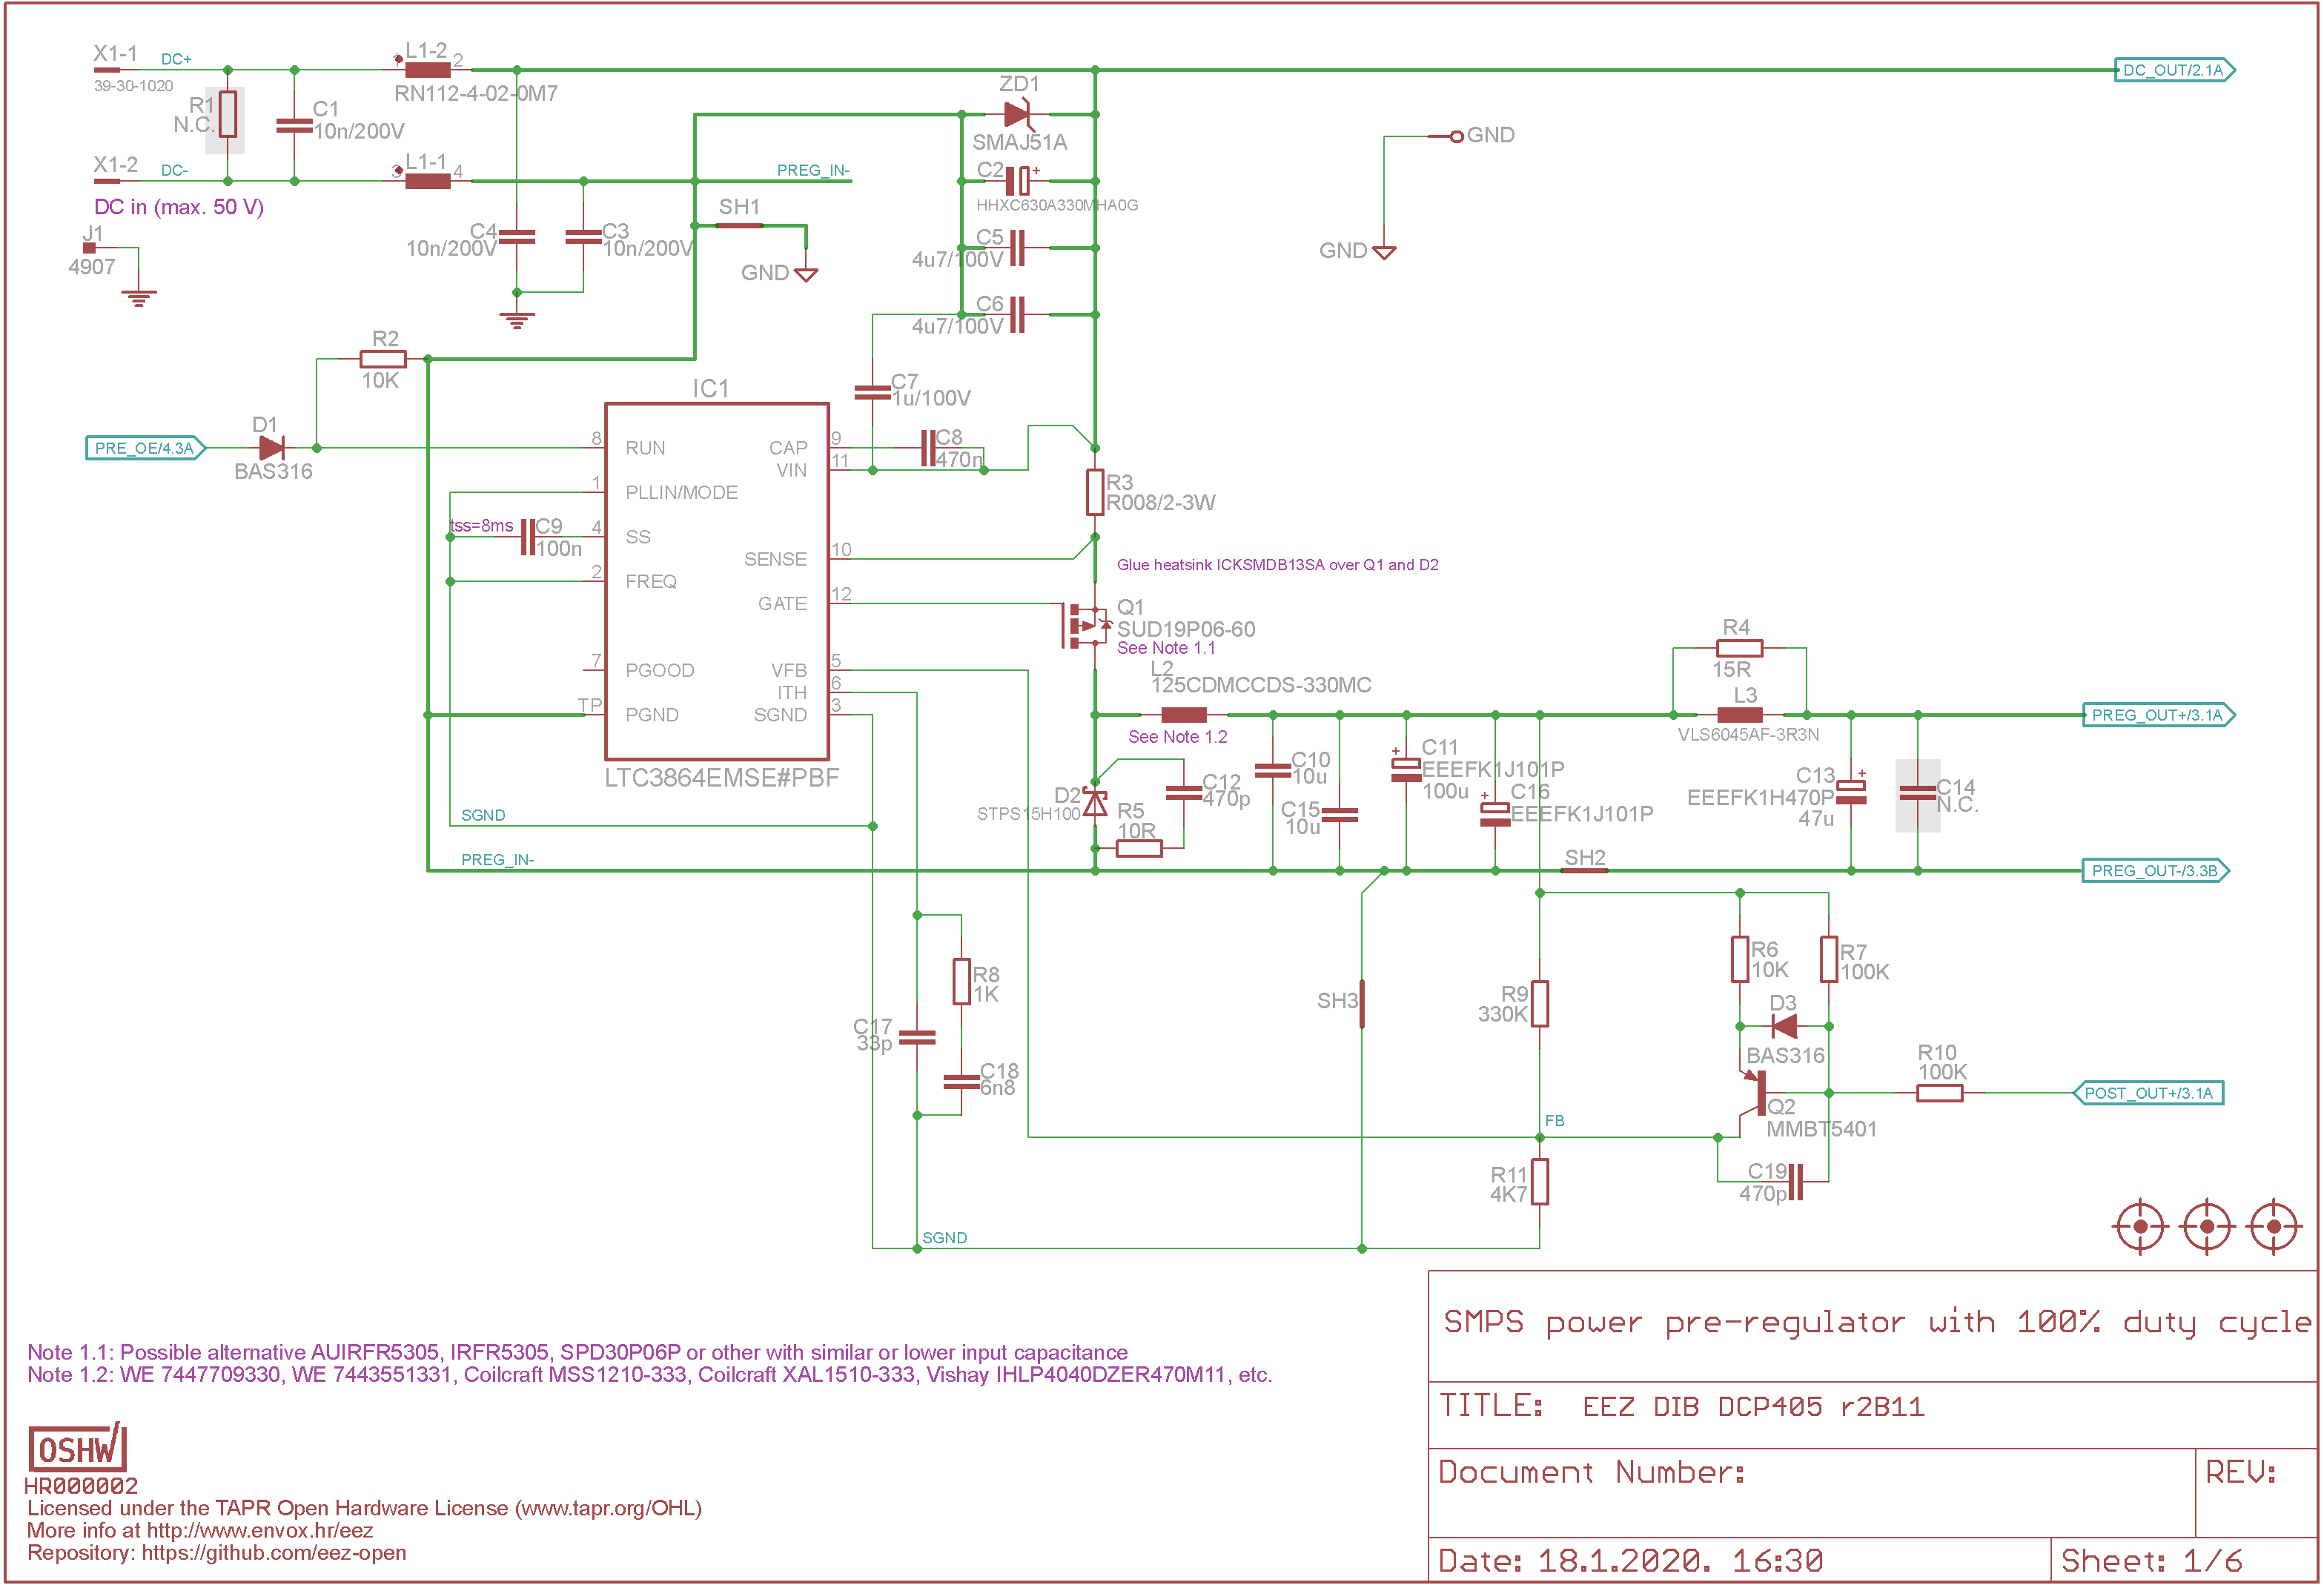 X1-1
DC+
39-30-1020
R1
N.C.
C1
10n/200V
L1-2
1
2
RN112-4-02-0M7
X1-2
DC-
L1-1
3
4
DC in (max. 50 V)
J1
4907
C4
10n/200V
C3
10n/200V
PREG_IN-
SH1
GND
ZD1
SMAJ51A
C2
+
HHXC630A330MHA0G
C5
4u7/100V
C6
4u7/100V
DC_OUT/2.1A
GND
GND
R2
10K
D1
BAS316
PRE_OE/4.3A
IC1
8
RUN
1
PLLIN/MODE
4
SS
2
FREQ
7
PGOOD
TP
PGND
CAP
9
VIN
11
SENSE
10
GATE
12
VFB
5
ITH
6
SGND
3
LTC3864EMSE#PBF
tss=8ms
C9
100n
C7
1u/100V
C8
470n
R3
R008/2-3W
Glue heatsink ICKSMDB13SA over Q1 and D2
Q1
SUD19P06-60
See Note 1.1
L2
125CDMCCDS-330MC
See Note 1.2
R4
15R
L3
VLS6045AF-3R3N
PREG_OUT+/3.1A
D2
STPS15H100
C12
470p
R5
10R
C10
10u
C15
10u
+
C11
EEEFK1J101P
100u
+
C16
EEEFK1J101P
C13
+
EEEFK1H470P
47u
C14
N.C.
SGND
PREG_IN-
SH2
PREG_OUT-/3.3B
R8
1K
C17
33p
C18
6n8
SH3
R9
330K
R6
10K
R7
100K
D3
BAS316
Q2
MMBT5401
R10
100K
POST_OUT+/3.1A
FB
R11
4K7
C19
470p
SGND
Note 1.1: Possible alternative AUIRFR5305, IRFR5305, SPD30P06P or other with similar or lower input capacitance
Note 1.2: WE 7447709330, WE 7443551331, Coilcraft MSS1210-333, Coilcraft XAL1510-333, Vishay IHLP4040DZER470M11, etc.
OSHW
HR000002
Licensed under the TAPR Open Hardware License (www.tapr.org/OHL)
More info at http://www.envox.hr/eez
Repository: https://github.com/eez-open
SMPS power pre-regulator with 100% duty cycle
TITLE: EEZ DIB DCP405 r2B11
Document Number:
REV:
Date: 18.1.2020. 16:30
Sheet: 1/6